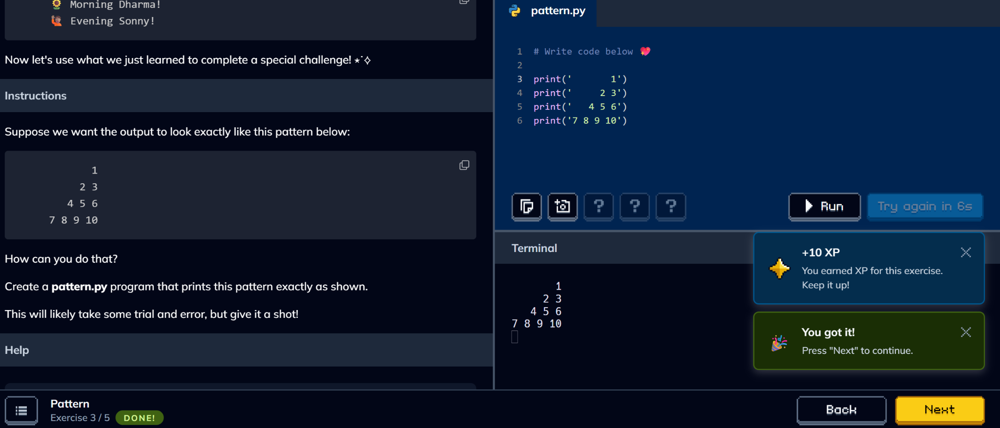 🌻 Morning Dharma!
🙋🏽 Evening Sonny!
Now let's use what we just learned to complete a special challenge! ⋆˙⟡
Instructions
Suppose we want the output to look exactly like this pattern below:
       1
     2 3
   4 5 6
7 8 9 10
How can you do that?
Create a pattern.py program that prints this pattern exactly as shown.
This will likely take some trial and error, but give it a shot!
Help
pattern.py
1 # Write code below 💖
2
3 print('       1')
4 print('     2 3')
5 print('   4 5 6')
6 print('7 8 9 10')
? ? ?
Run
Try again in 6s
Terminal
       1
     2 3
   4 5 6
7 8 9 10
+10 XP
You earned XP for this exercise.
Keep it up!
You got it!
Press "Next" to continue.
Pattern
Exercise 3 / 5 DONE!
Back
Next